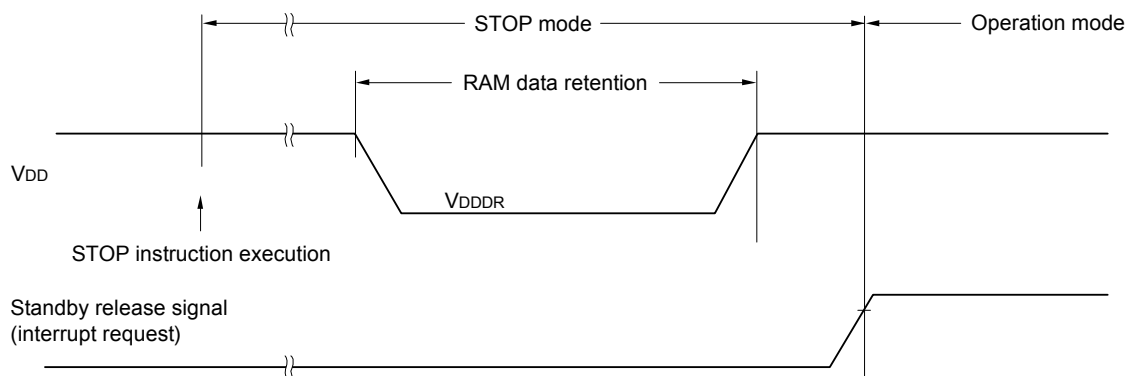 STOP mode
Operation mode
RAM data retention
VDD
VDDDR
STOP instruction execution
Standby release signal
(interrupt request)